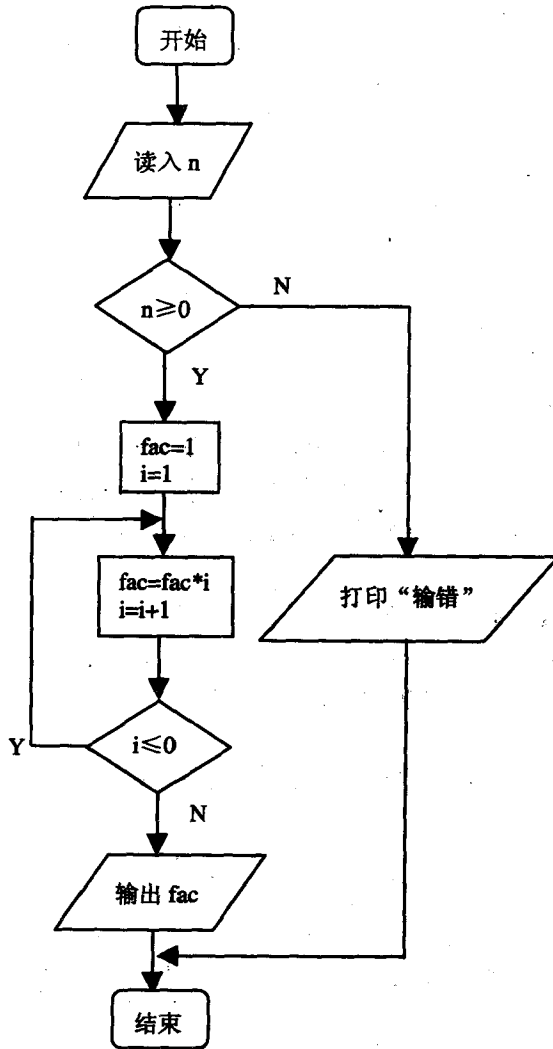 开始
读入 n
n≥0
N
Y
fac=1
i=1
fac=fac*i
i=i+1
打印“输错”
i≤0
Y
N
输出 fac
结束